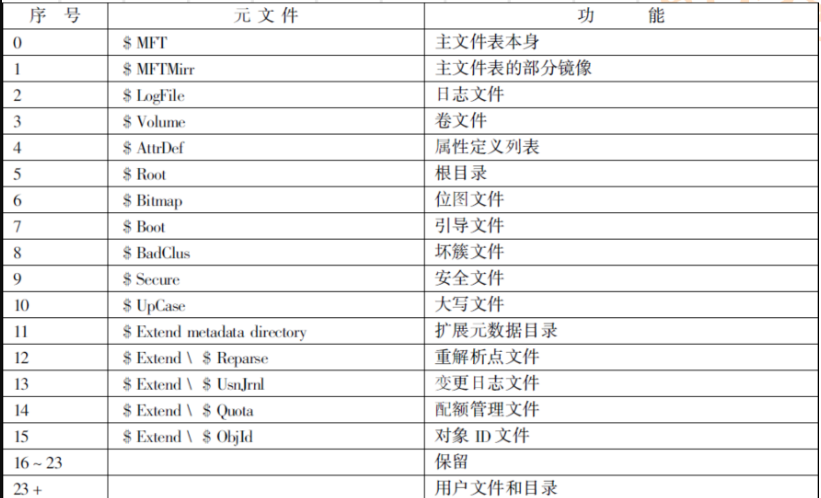 序 号 元 文 件 功 能
0 $ MFT 主文件表本身
1 $ MFTMirr 主文件表的部分镜像
2 $ LogFile 日志文件
3 $ Volume 卷文件
4 $ AttrDef 属性定义列表
5 $ Root 根目录
6 $ Bitmap 位图文件
7 $ Boot 引导文件
8 $ BadClus 坏簇文件
9 $ Secure 安全文件
10 $ UpCase 大写文件
11 $ Extend metadata directory 扩展元数据目录
12 $ Extend \ $ Reparse 重解析点文件
13 $ Extend \ $ UsnJrnl 变更日志文件
14 $ Extend \ $ Quota 配额管理文件
15 $ Extend \ $ ObjId 对象 ID 文件
16 ~ 23 保留
23 + 用户文件和目录